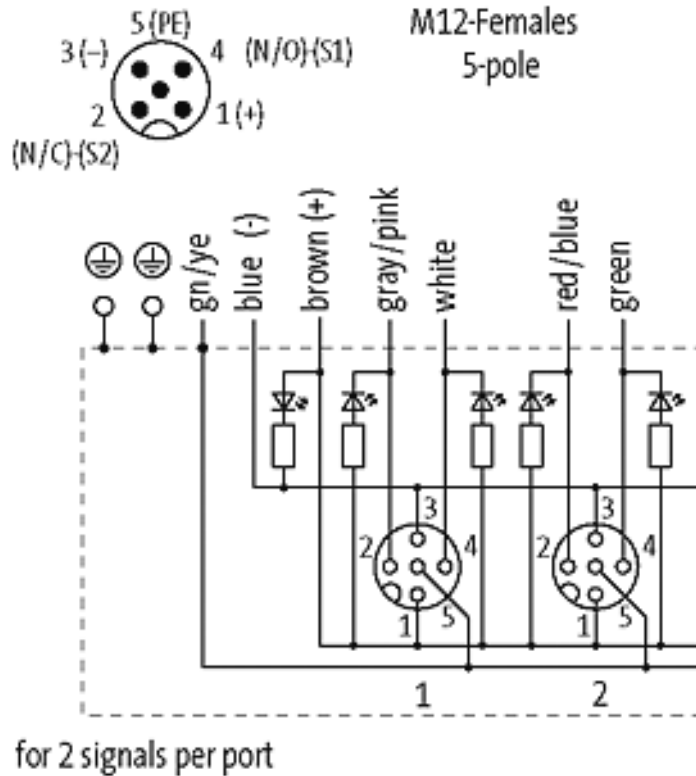 M12-Females
5-pole
5 (PE)
3 (–)
4 (N/O)-(S1)
2
1 (+)
(N/C)-(S2)
gn/ye
blue (-)
brown (+)
gray/pink
white
red/blue
green
3
2
4
1
5
3
2
4
1
5
1
2
for 2 signals per port